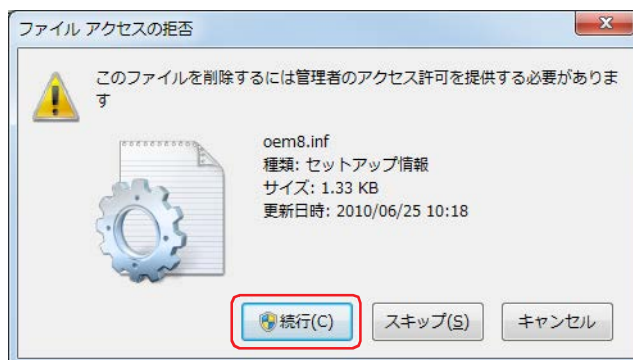 ファイル アクセスの拒否
このファイルを削除するには管理者のアクセス許可を提供する必要がありま
す
oem8.inf
種類: セットアップ情報
サイズ: 1.33 KB
更新日時: 2010/06/25 10:18
続行(C) スキップ(S) キャンセル